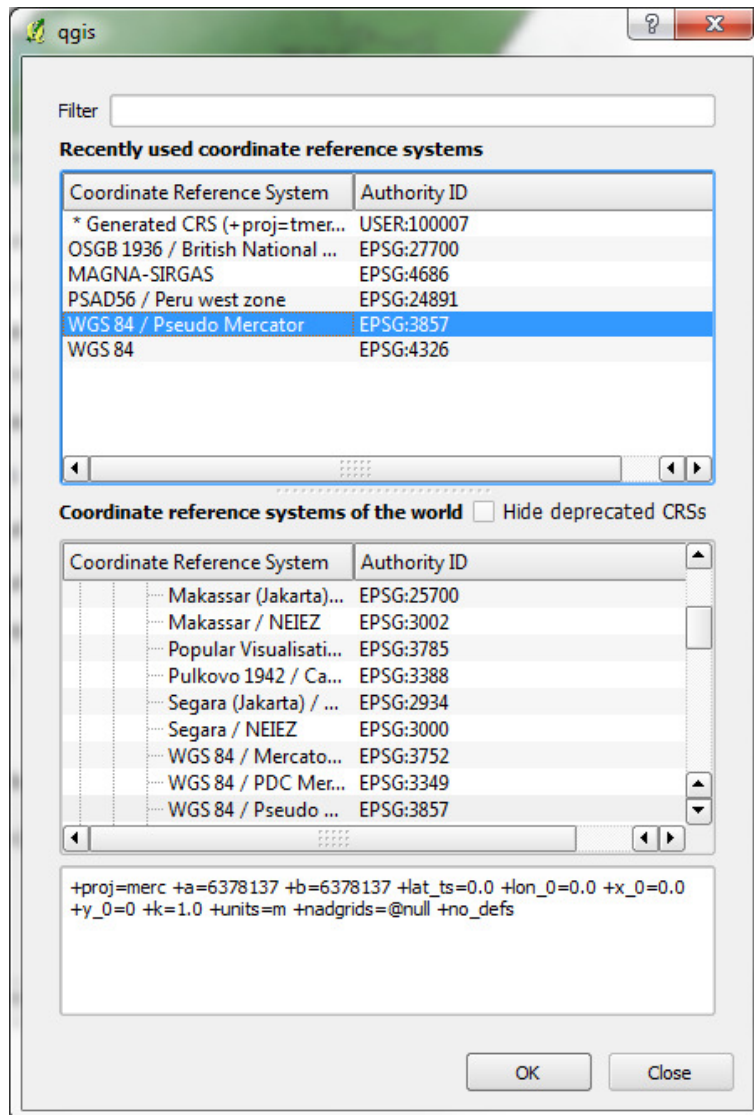 qgis
Filter
Recently used coordinate reference systems
Coordinate Reference System Authority ID
* Generated CRS (+proj=tmer... USER:100007
OSGB 1936 / British National ... EPSG:27700
MAGNA-SIRGAS EPSG:4686
PSAD56 / Peru west zone EPSG:24891
WGS 84 / Pseudo Mercator EPSG:3857
WGS 84 EPSG:4326
Coordinate reference systems of the world Hide deprecated CRSs
Coordinate Reference System Authority ID
Makassar (Jakarta)... EPSG:25700
Makassar / NEIEZ EPSG:3002
Popular Visualisati... EPSG:3785
Pulkovo 1942 / Ca... EPSG:3388
Segara (Jakarta) / ... EPSG:2934
Segara / NEIEZ EPSG:3000
WGS 84 / Mercato... EPSG:3752
WGS 84 / PDC Mer... EPSG:3349
WGS 84 / Pseudo ... EPSG:3857
+proj=merc +a=6378137 +b=6378137 +lat_ts=0.0 +lon_0=0.0 +x_0=0.0
+y_0=0 +k=1.0 +units=m +nadgrids=@null +no_defs
OK Close